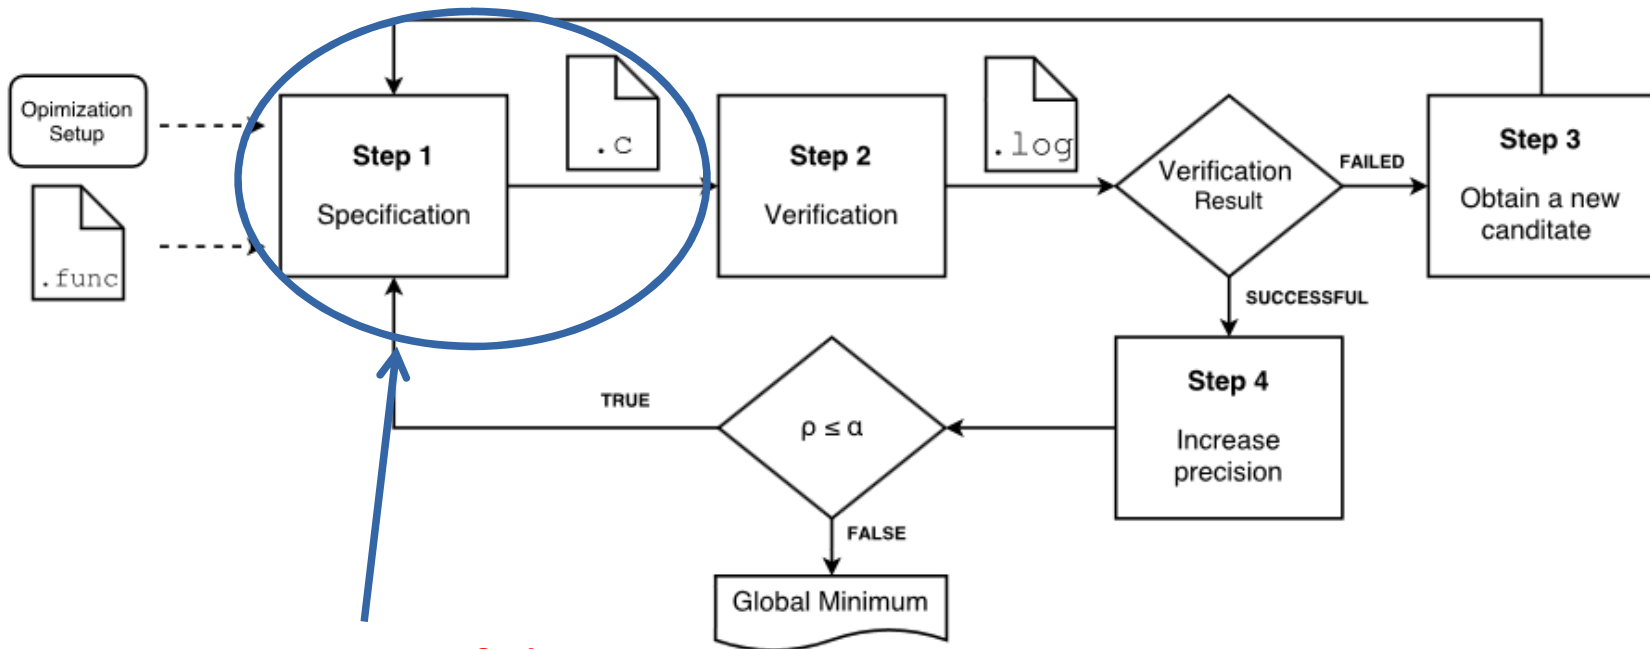 Opimization
Setup
.func
Step 1
Specification
.c
Step 2
Verification
.log
Verification
Result
FAILED
Step 3
Obtain a new
canditate
SUCCESSFUL
Step 4
Increase
precision
ρ ≤ α
TRUE
FALSE
Global Minimum